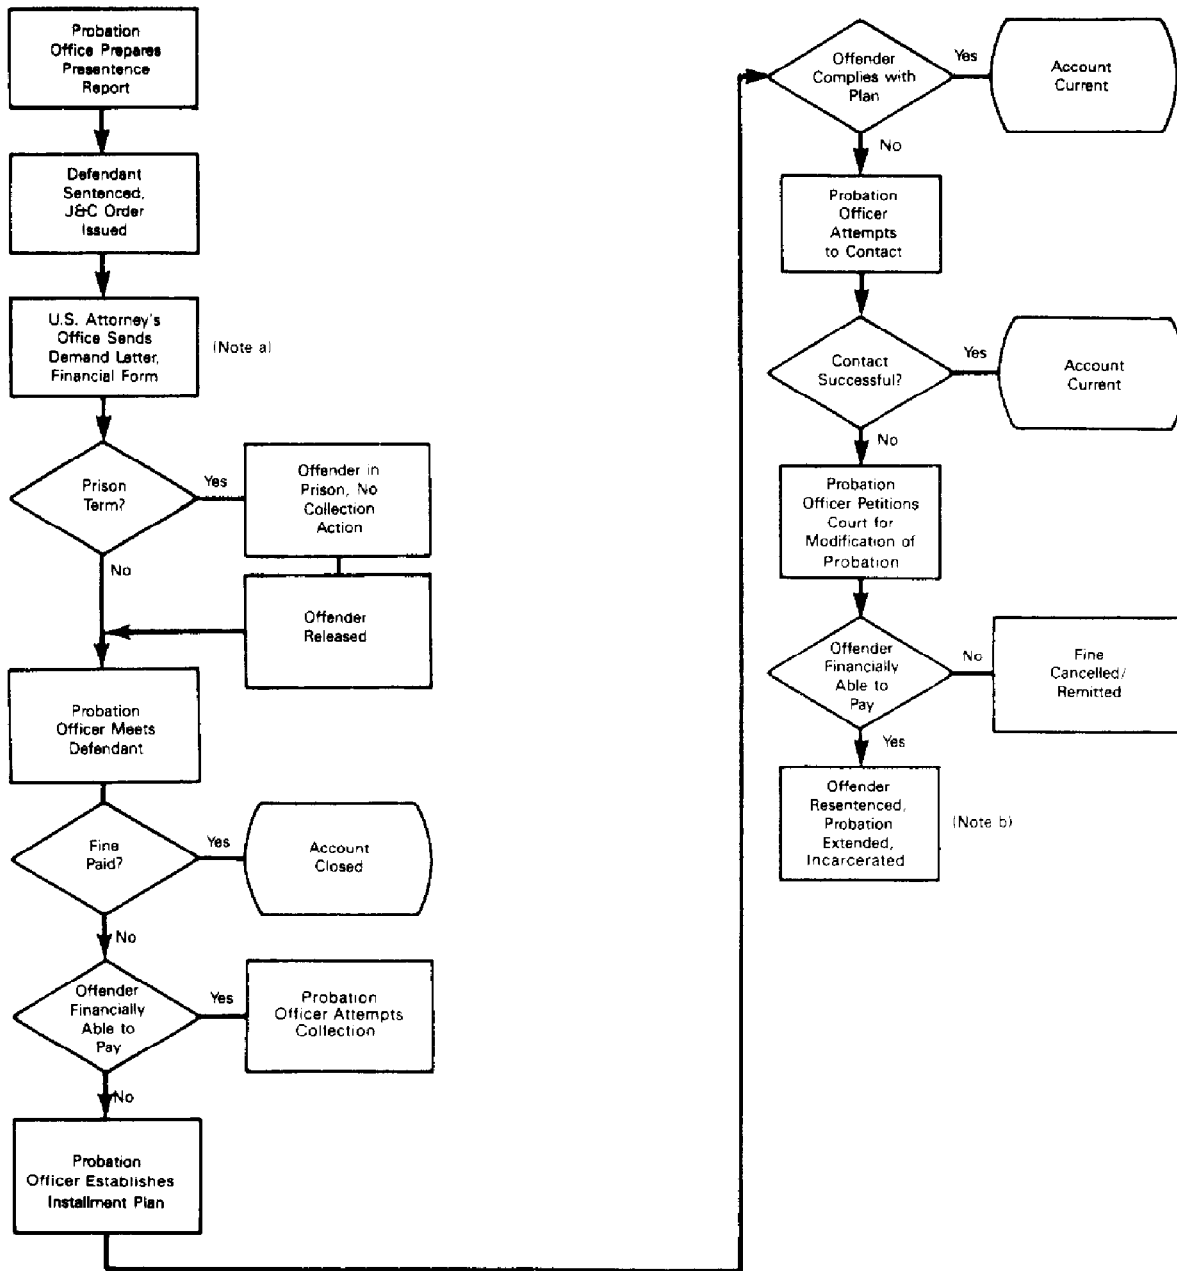 Probation
Office Prepares
Presentence
Report
Defendant
Sentenced,
J&C Order
Issued
U.S. Attorney's
Office Sends
Demand Letter,
Financial Form
(Note a)
Prison
Term?
Yes
Offender in
Prison, No
Collection
Action
No
Offender
Released
Probation
Officer Meets
Defendant
Fine
Paid?
Yes
Account
Closed
No
Offender
Financially
Able to
Pay
Yes
Probation
Officer Attempts
Collection
No
Probation
Officer Establishes
Installment Plan
Offender
Complies with
Plan
Yes
Account
Current
No
Probation
Officer
Attempts
to Contact
Contact
Successful?
Yes
Account
Current
No
Probation
Officer Petitions
Court for
Modification of
Probation
Offender
Financially
Able to
Pay
No
Fine
Cancelled/
Remitted
Yes
Offender
Resentenced,
Probation
Extended,
Incarcerated
(Note b)